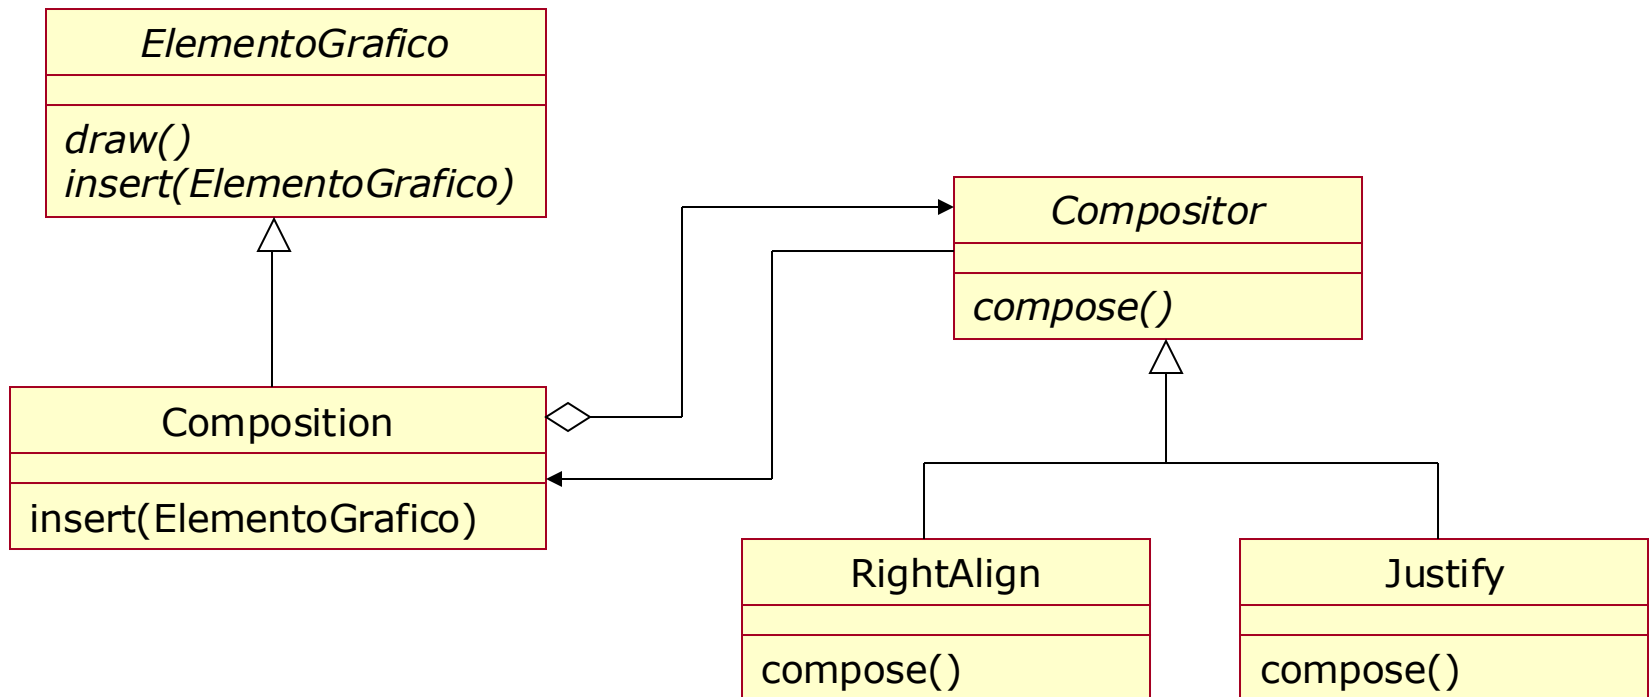 ElementoGrafico
draw()
insert(ElementoGrafico)
Compositor
compose()
Composition
insert(ElementoGrafico)
RightAlign
compose()
Justify
compose()